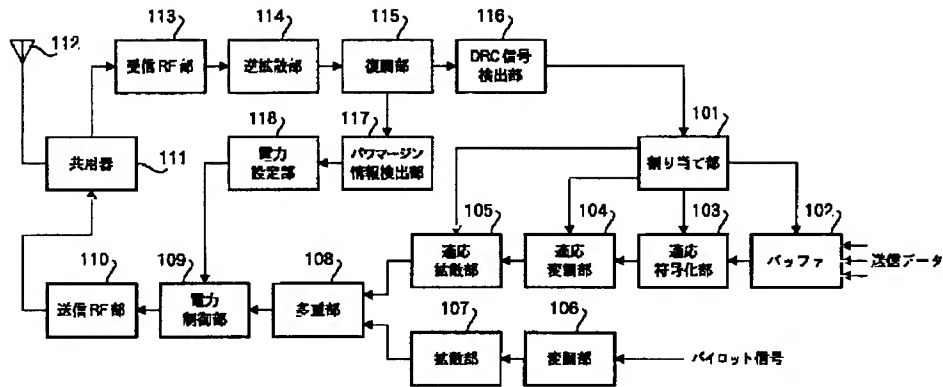 113
114
115
116
112
受信RF部
逆拡散部
復調部
DRC信号
検出部
118
117
101
共用器
111
電力
設定部
パワマージン
情報検出部
割り当て部
105
104
103
102
適応
拡散部
適応
変調部
適応
符号化部
バッファ
送信データ
110
109
108
送信RF部
電力
制御部
多重部
107
106
拡散部
変調部
パイロット信号